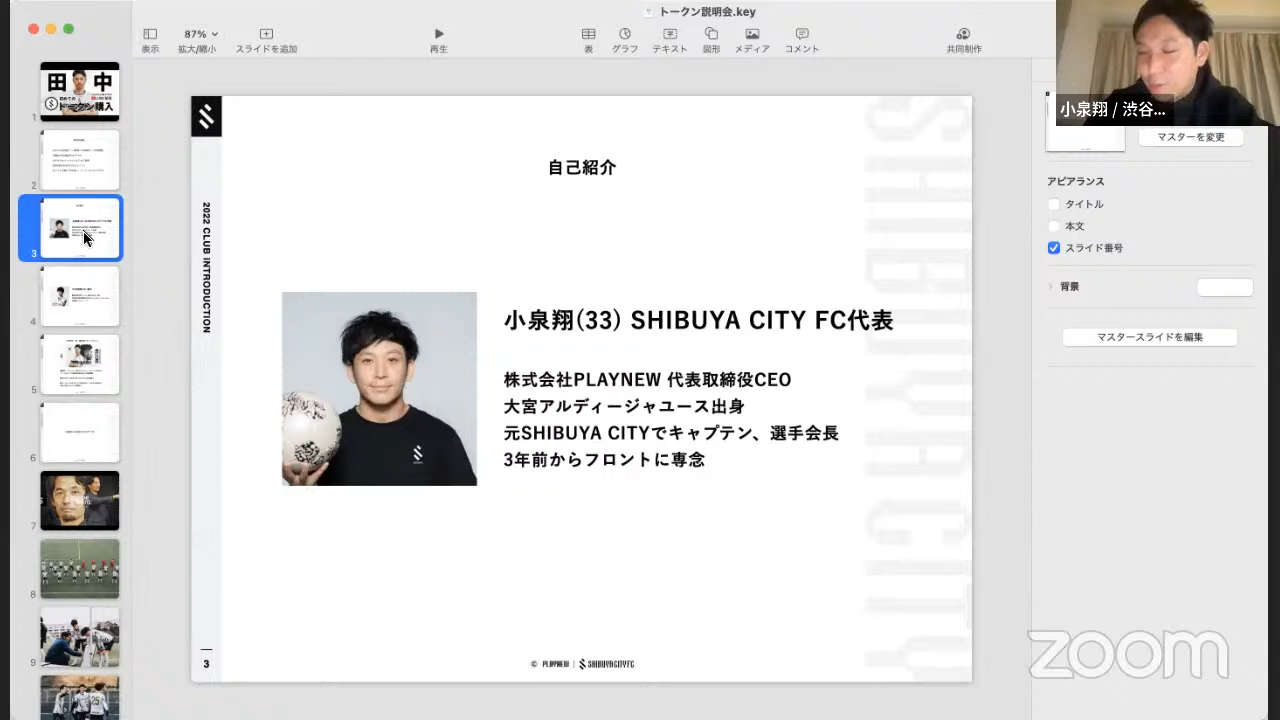 トークン説明会.key
表示
87%
拡大/縮小
スライドを追加
再生
表
グラフ
テキスト
図形
メディア
コメント
共同制作
小泉翔 / 渋谷...
マスターを変更
アピアランス
タイトル
本文
スライド番号
背景
マスタースライドを編集
田 中
初めての
トークン購入
1
2
3
4
5
6
7
8
9
2022 CLUB INTRODUCTION
自己紹介
小泉翔(33) SHIBUYA CITY FC代表
株式会社PLAYNEW 代表取締役CEO
大宮アルディージャユース出身
元SHIBUYA CITYでキャプテン、選手会長
3年前からフロントに専念
SHIBUYA CITY
3
© PLAYNEW | SHIBUYA CITY FC
zoom